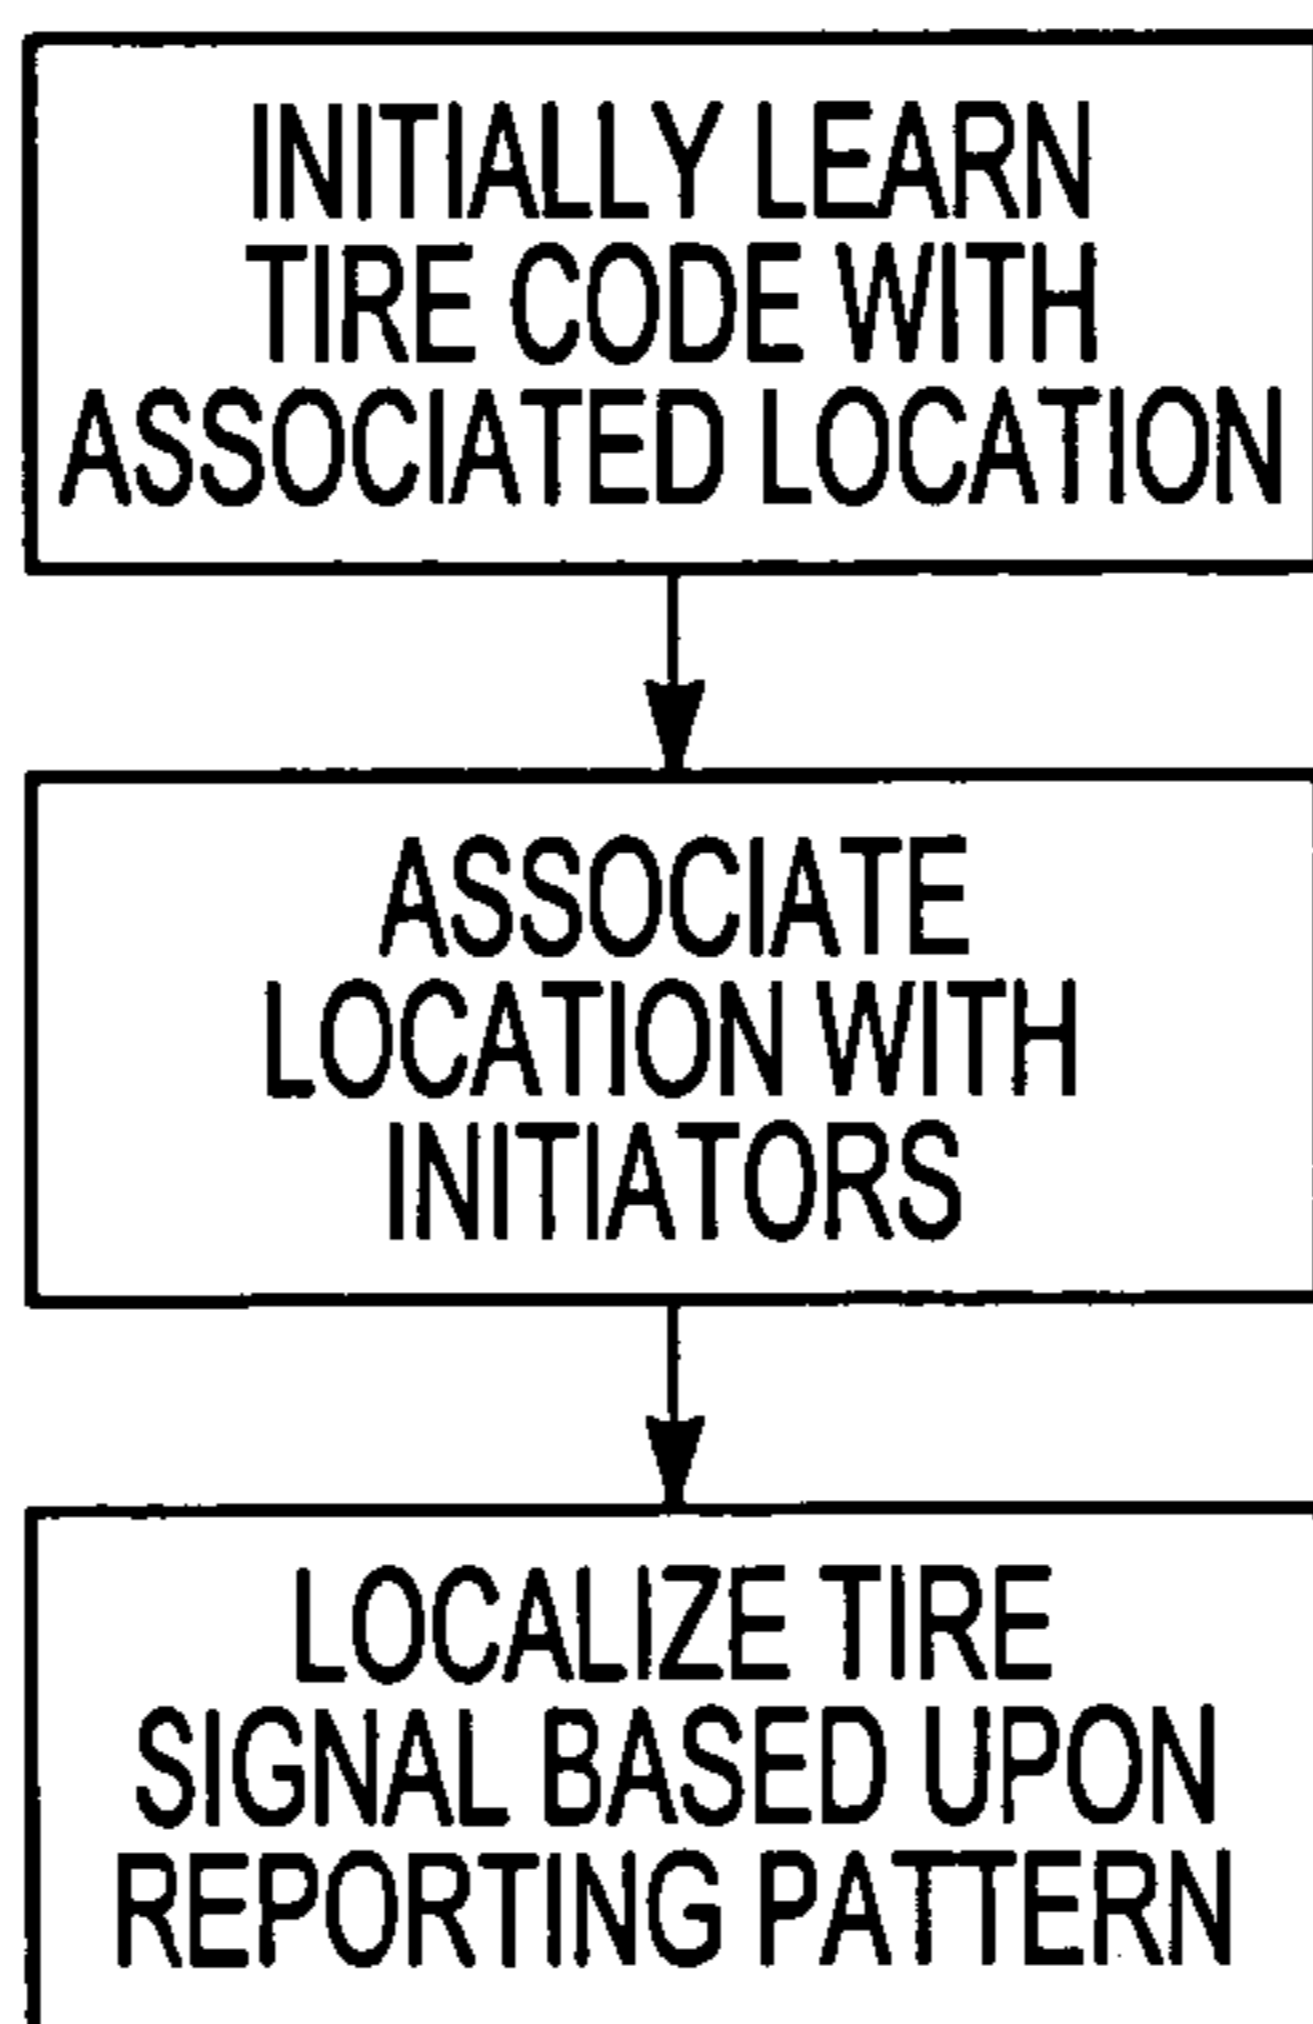 INITIALLY LEARN
TIRE CODE WITH
ASSOCIATED LOCATION
ASSOCIATE
LOCATION WITH
INITIATORS
LOCALIZE TIRE
SIGNAL BASED UPON
REPORTING PATTERN